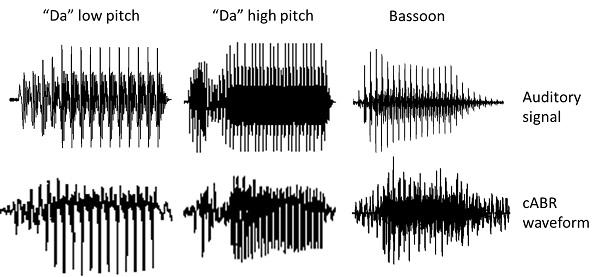 “Da” low pitch
“Da” high pitch
Bassoon
Auditory
signal
cABR
waveform